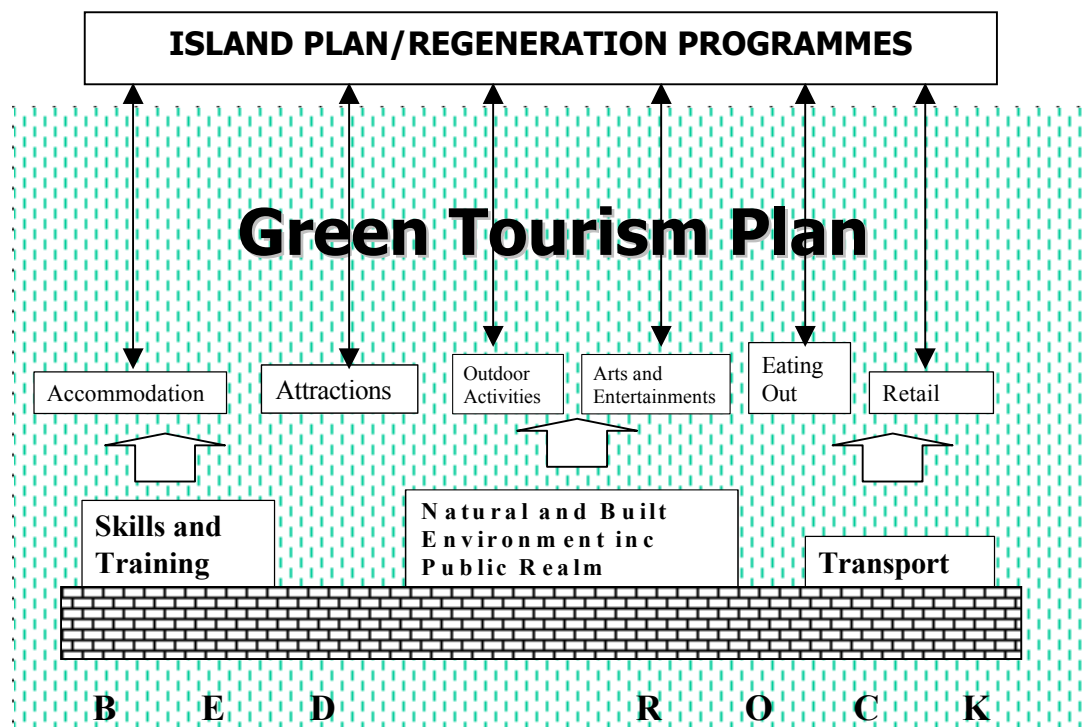 ISLAND PLAN/REGENERATION PROGRAMMES
Green Tourism Plan
Accommodation
Attractions
Outdoor
Activities
Arts and
Entertainments
Eating
Out
Retail
Skills and
Training
Natural and Built
Environment inc
Public Realm
Transport
B E D R O C K